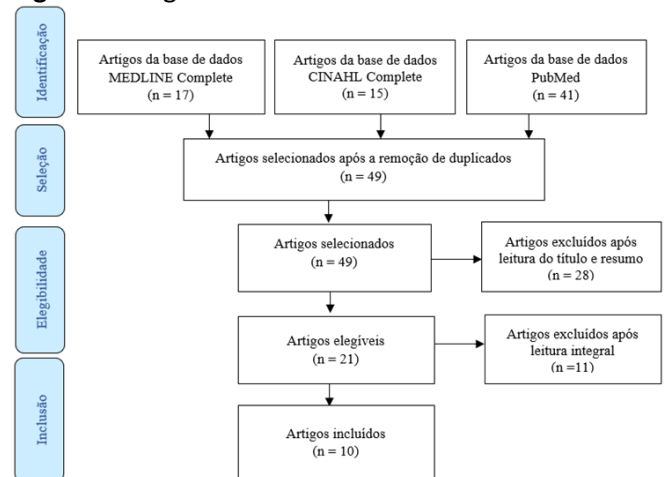 Identificação
Artigos da base de dados
MEDLINE Complete
(n = 17)
Artigos da base de dados
CINAHL Complete
(n = 15)
Artigos da base de dados
PubMed
(n = 41)
Seleção
Artigos selecionados após a remoção de duplicados
(n = 49)
Elegibilidade
Artigos selecionados
(n = 49)
Artigos excluídos após
leitura do título e resumo
(n = 28)
Artigos elegíveis
(n = 21)
Artigos excluídos após
leitura integral
(n =11)
Inclusão
Artigos incluídos
(n = 10)